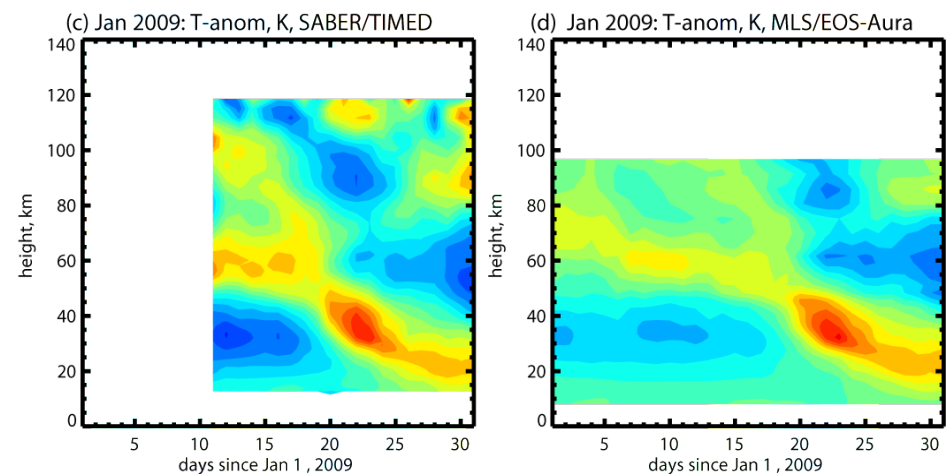 (c) Jan 2009: T-anom, K, SABER/TIMED
140
120
100
80
60
40
20
0
height, km
5 10 15 20 25 30
days since Jan 1 , 2009
(d) Jan 2009: T-anom, K, MLS/EOS-Aura
140
120
100
80
60
40
20
0
height, km
5 10 15 20 25 30
days since Jan 1 , 2009